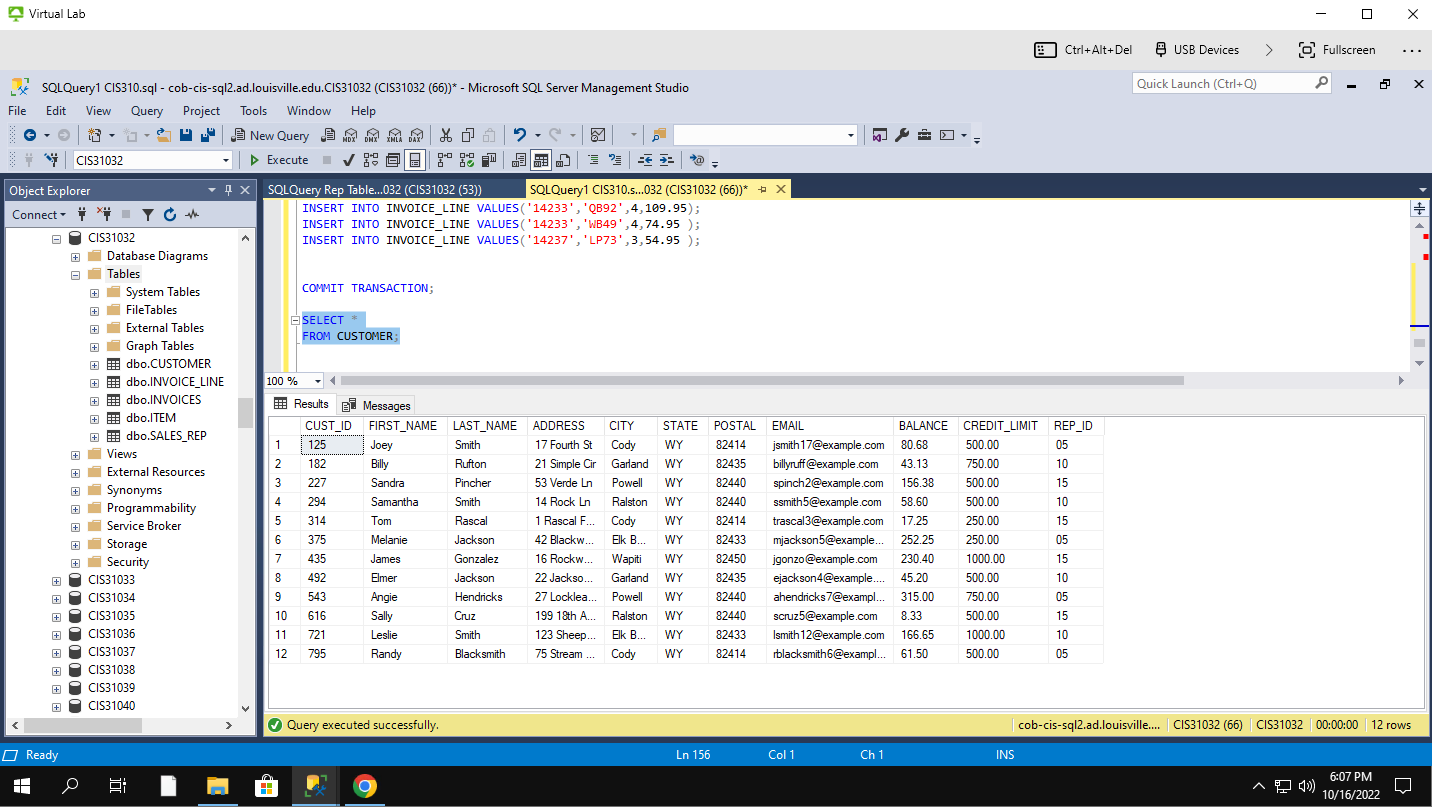 Virtual Lab
Ctrl+Alt+Del USB Devices Fullscreen
SQLQuery1 CIS310.sql - cob-cis-sql2.ad.louisville.edu.CIS31032 (CIS31032 (66))* - Microsoft SQL Server Management Studio Quick Launch (Ctrl+Q)
File Edit View Query Project Tools Window Help
New Query MDX DMX XMLA DAX
CIS31032 Execute
Object Explorer
Connect
CIS31032
Database Diagrams
Tables
System Tables
FileTables
External Tables
Graph Tables
dbo.CUSTOMER
dbo.INVOICE_LINE
dbo.INVOICES
dbo.ITEM
dbo.SALES_REP
Views
External Resources
Synonyms
Programmability
Service Broker
Storage
Security
CIS31033
CIS31034
CIS31035
CIS31036
CIS31037
CIS31038
CIS31039
CIS31040
SQLQuery Rep Table...032 (CIS31032 (53)) SQLQuery1 CIS310.s...032 (CIS31032 (66))*
INSERT INTO INVOICE_LINE VALUES('14233','QB92',4,109.95);
INSERT INTO INVOICE_LINE VALUES('14233','WB49',4,74.95 );
INSERT INTO INVOICE_LINE VALUES('14237','LP73',3,54.95 );
COMMIT TRANSACTION;
SELECT *
FROM CUSTOMER;
100 %
Results Messages
CUST_ID FIRST_NAME LAST_NAME ADDRESS CITY STATE POSTAL EMAIL BALANCE CREDIT_LIMIT REP_ID
1 125 Joey Smith 17 Fourth St Cody WY 82414 jsmith17@example.com 80.68 500.00 05
2 182 Billy Rufton 21 Simple Cir Garland WY 82435 billyruff@example.com 43.13 750.00 10
3 227 Sandra Pincher 53 Verde Ln Powell WY 82440 spinch2@example.com 156.38 500.00 15
4 294 Samantha Smith 14 Rock Ln Ralston WY 82440 ssmith5@example.com 58.60 500.00 10
5 314 Tom Rascal 1 Rascal F... Cody WY 82414 trascal3@example.com 17.25 250.00 15
6 375 Melanie Jackson 42 Blackw... Elk B... WY 82433 mjackson5@example... 252.25 250.00 05
7 435 James Gonzalez 16 Rockw... Wapiti WY 82450 jgonzo@example.com 230.40 1000.00 15
8 492 Elmer Jackson 22 Jackso... Garland WY 82435 ejackson4@example.... 45.20 500.00 10
9 543 Angie Hendricks 27 Locklea... Powell WY 82440 ahendricks7@exampl... 315.00 750.00 05
10 616 Sally Cruz 199 18th A... Ralston WY 82440 scruz5@example.com 8.33 500.00 15
11 721 Leslie Smith 123 Sheep... Elk B... WY 82433 lsmith12@example.com 166.65 1000.00 10
12 795 Randy Blacksmith 75 Stream ... Cody WY 82414 rblacksmith6@exampl... 61.50 500.00 05
Query executed successfully. cob-cis-sql2.ad.louisville.... CIS31032 (66) CIS31032 00:00:00 12 rows
Ready Ln 156 Col 1 Ch 1 INS
6:07 PM
10/16/2022